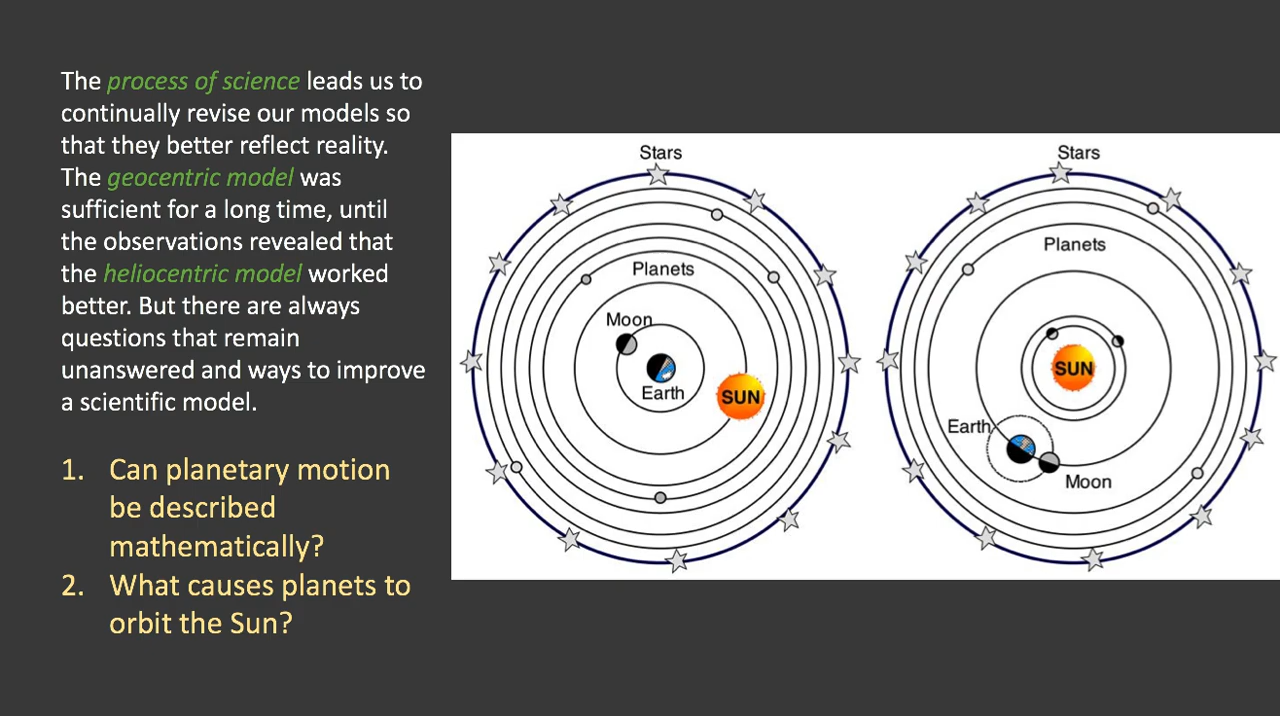 The process of science leads us to
continually revise our models so
that they better reflect reality.
The geocentric model was
sufficient for a long time, until
the observations revealed that
the heliocentric model worked
better. But there are always
questions that remain
unanswered and ways to improve
a scientific model.
1. Can planetary motion
be described
mathematically?
2. What causes planets to
orbit the Sun?
Stars
Planets
Moon
Earth
SUN
Stars
Planets
SUN
Earth
Moon